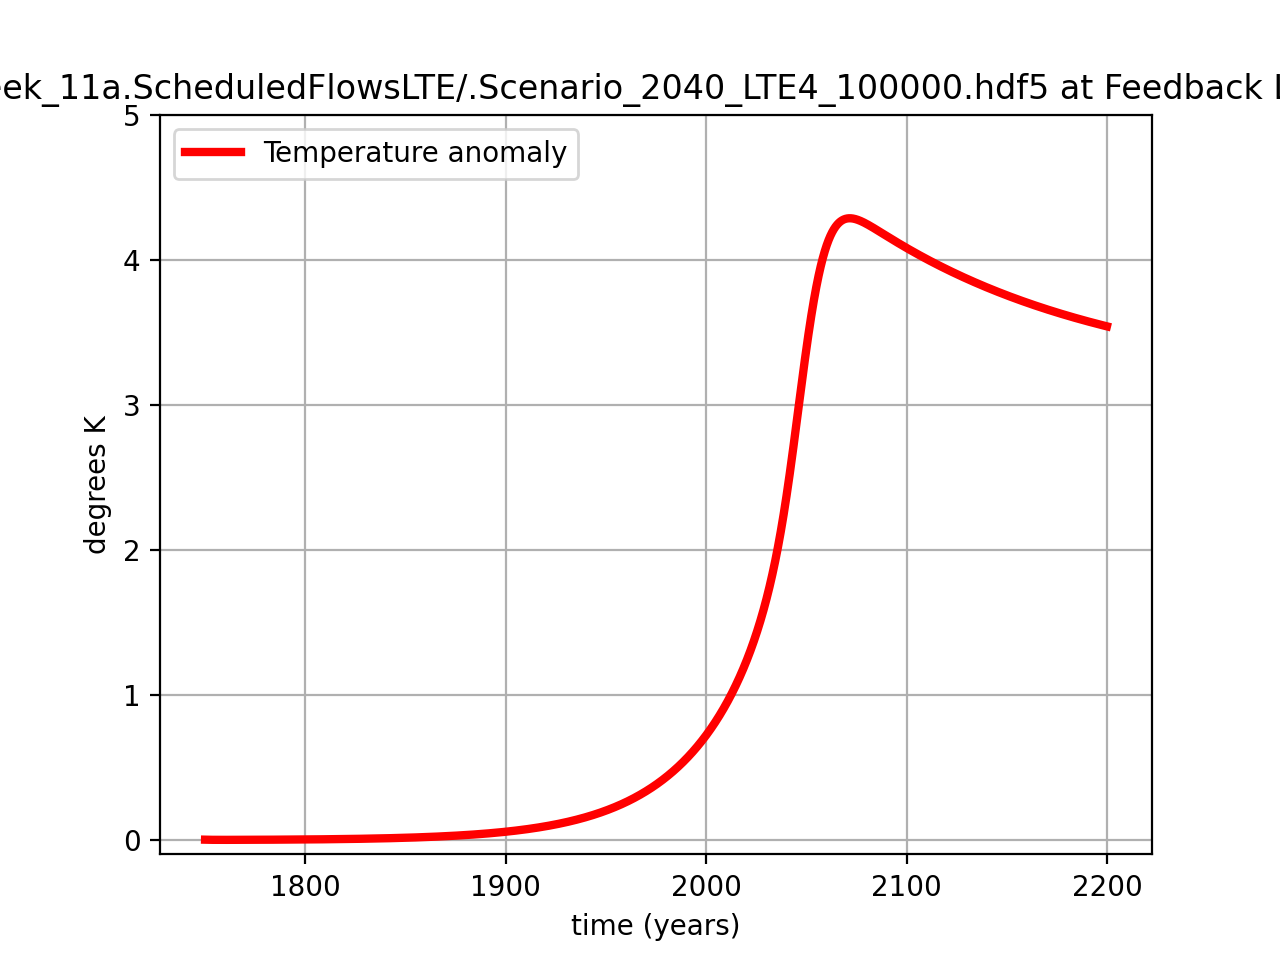 ek_11a.ScheduledFlowsLTE/.Scenario_2040_LTE4_100000.hdf5 at Feedback
Temperature anomaly
degrees K
5
4
3
2
1
0
1800 1900 2000 2100 2200
time (years)